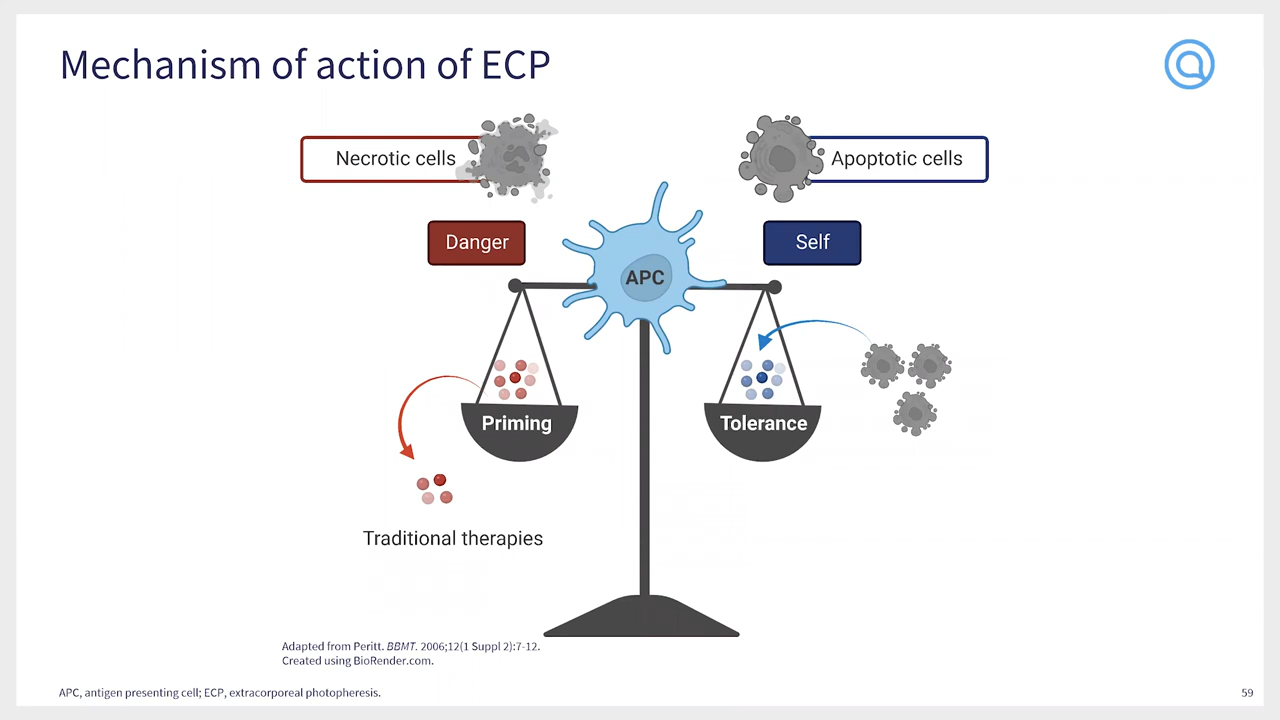 Mechanism of action of ECP
Necrotic cells
Apoptotic cells
Danger
Self
APC
Priming
Tolerance
Traditional therapies
Adapted from Peritt. BBMT. 2006;12(1 Suppl 2):7-12.
Created using BioRender.com.
APC, antigen presenting cell; ECP, extracorporeal photopheresis.
59